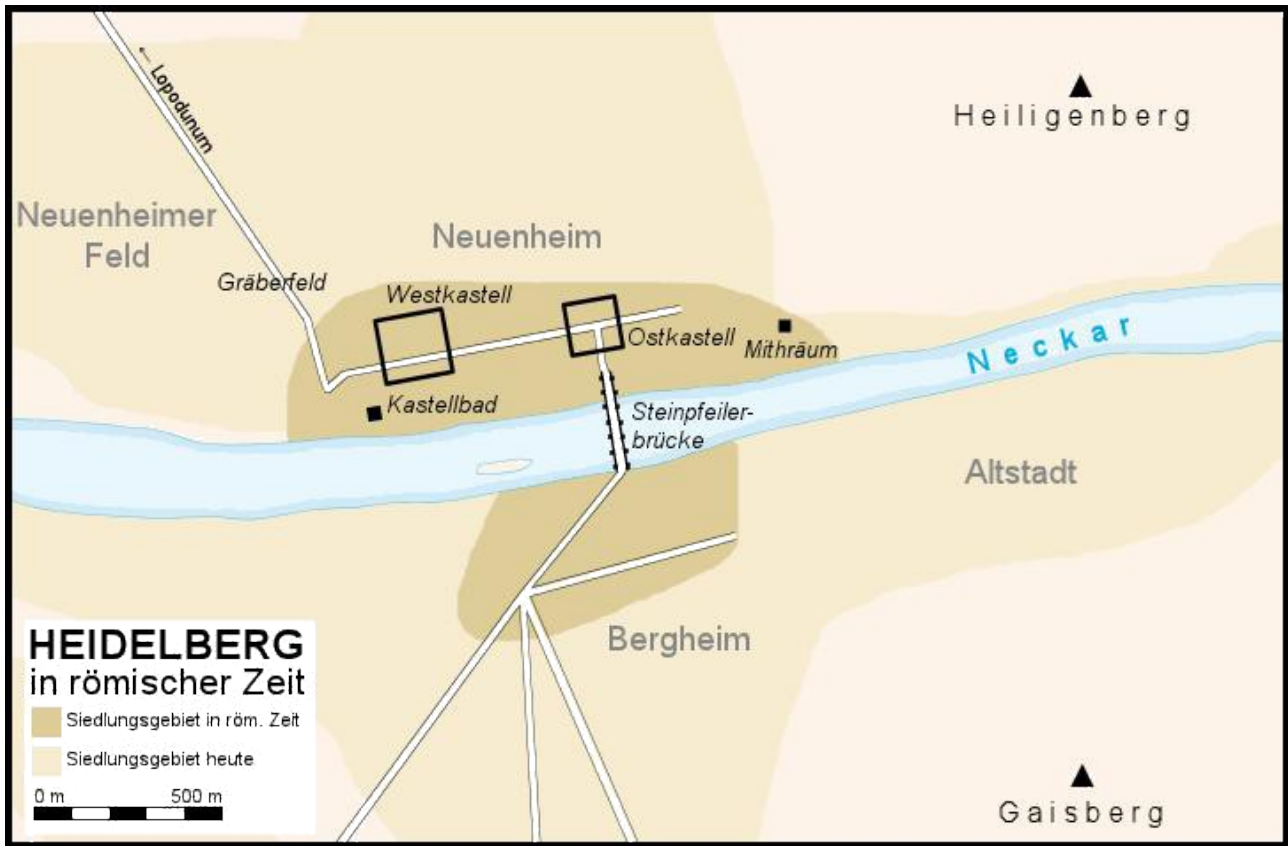 ← Lopodunum
Heiligenberg
Neuenheimer
Feld
Neuenheim
Gräberfeld
Westkastell
Ostkastell
Mithräum
Neckar
Kastellbad
Steinpfeiler-
brücke
Altstadt
Bergheim
HEIDELBERG
in römischer Zeit
Siedlungsgebiet in röm. Zeit
Siedlungsgebiet heute
0 m 500 m
Gaisberg